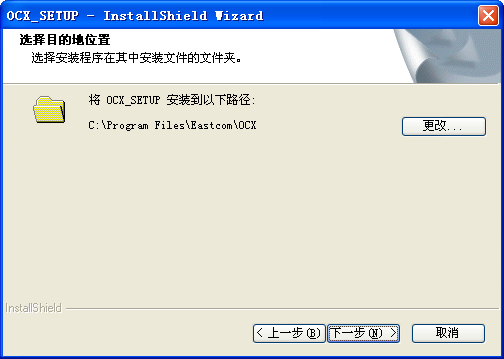 OCX_SETUP - InstallShield Wizard
选择目的地位置
选择安装程序在其中安装文件的文件夹。
将 OCX_SETUP 安装到以下路径:
C:\Program Files\Eastcom\OCX
更改...
InstallShield
< 上一步(B) 下一步(N) > 取消